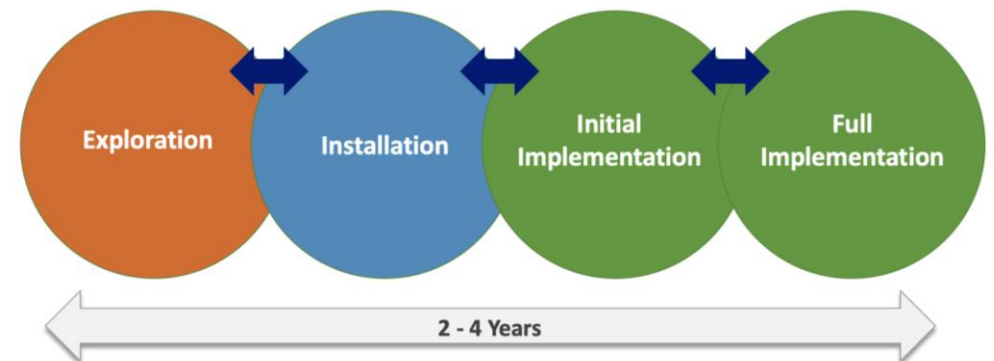 Exploration
Installation
Initial
Implementation
Full
Implementation
2 - 4 Years